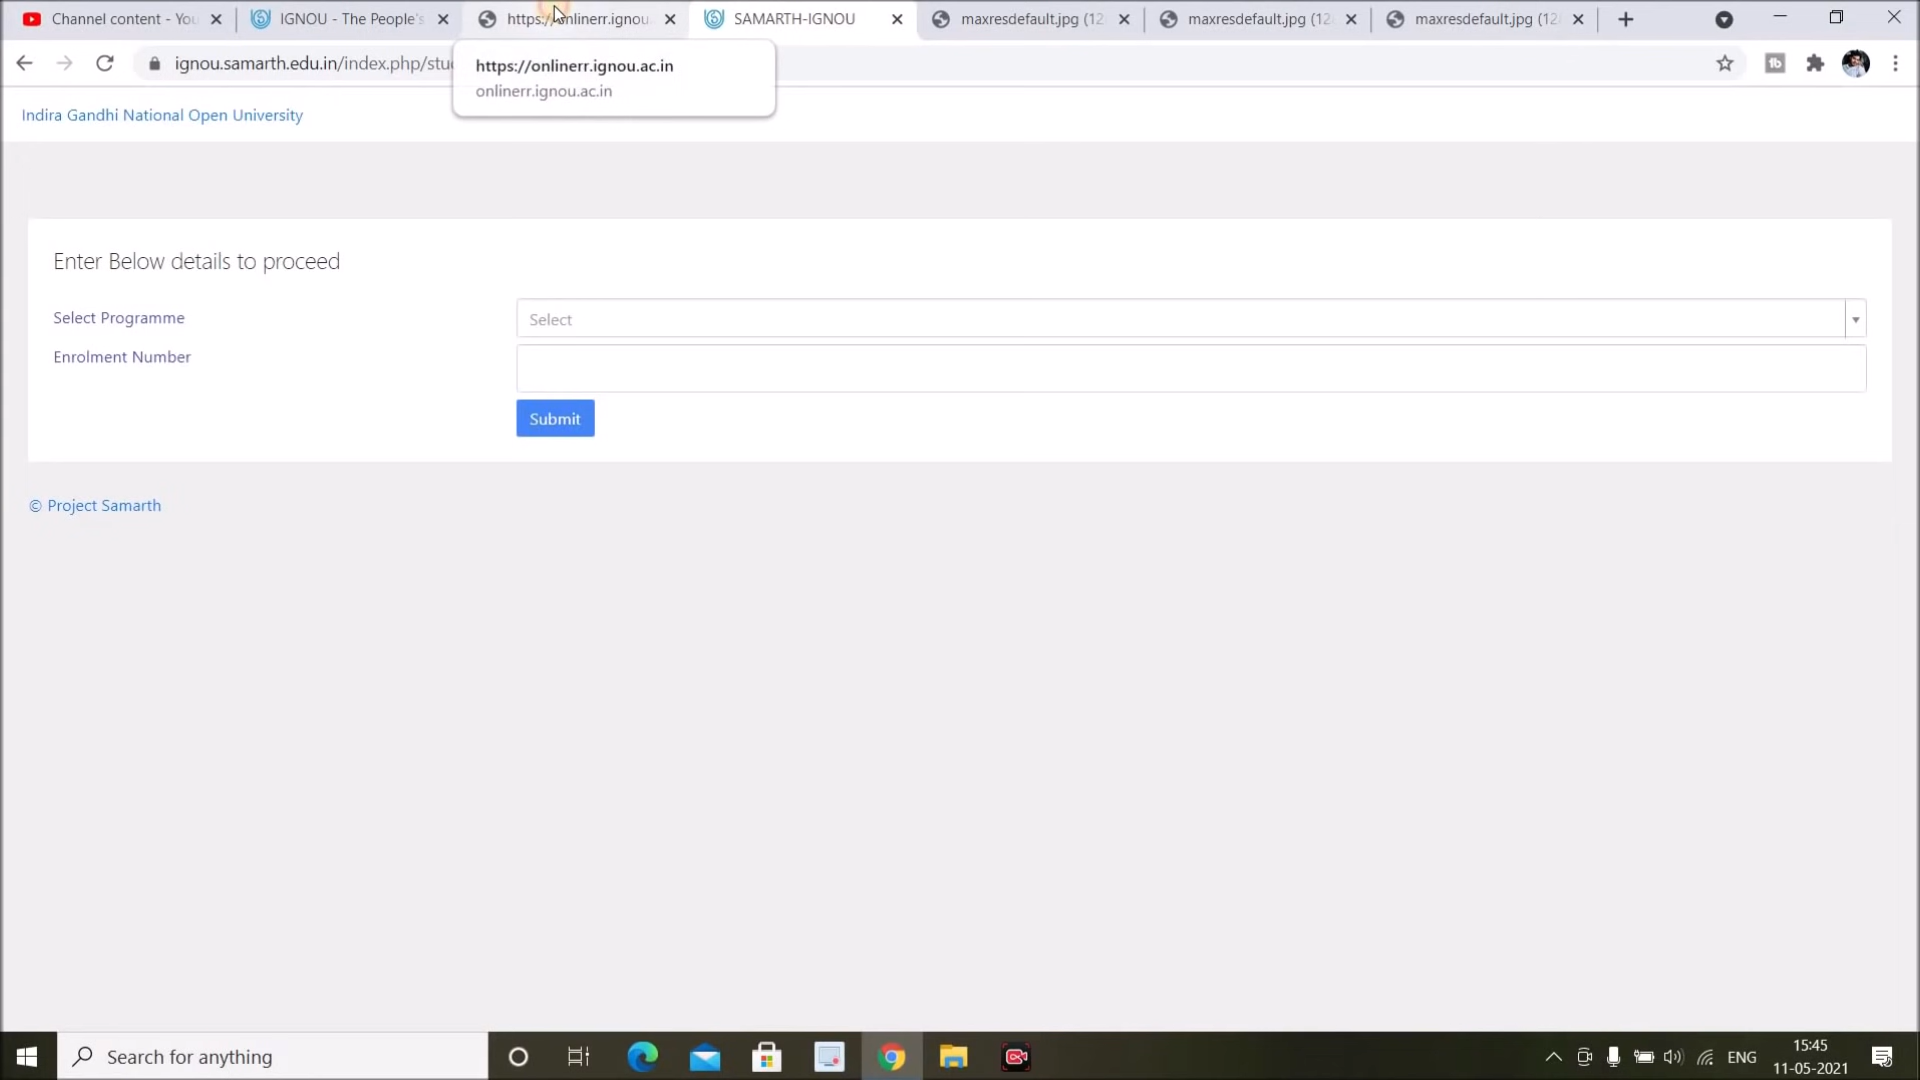 Channel content - You
IGNOU - The People's
https://onlinerr.ignou.
SAMARTH-IGNOU
maxresdefault.jpg (12
maxresdefault.jpg (12
maxresdefault.jpg (12
ignou.samarth.edu.in/index.php/stu
https://onlinerr.ignou.ac.in
onlinerr.ignou.ac.in
Indira Gandhi National Open University
Enter Below details to proceed
Select Programme
Select
Enrolment Number
Submit
© Project Samarth
Search for anything
ENG
15:45
11-05-2021